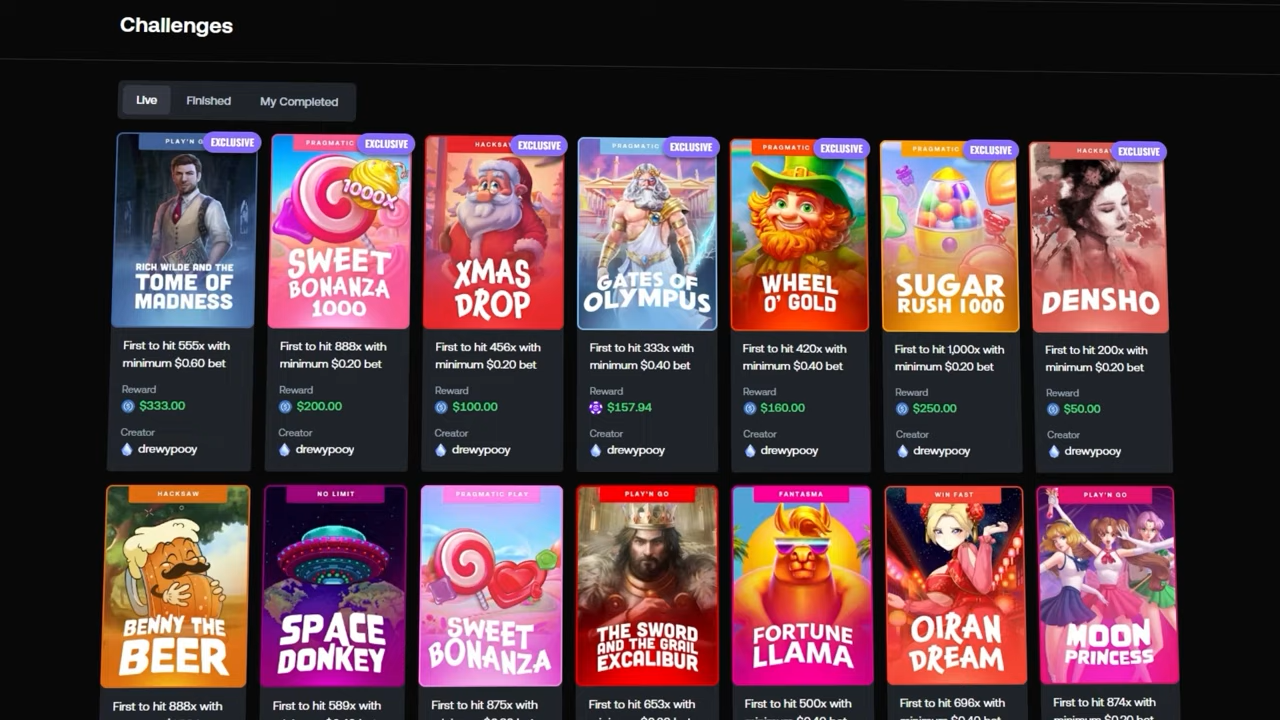 Challenges
Live
Finished
My Completed
PLAY'N
EXCLUSIVE
RICH WILDE AND THE
TOME OF
MADNESS
First to hit 555x with
minimum $0.60 bet
Reward
$333.00
Creator
drewypooy
PRAGMATIC
EXCLUSIVE
1000X
SWEET
BONANZA
1000
First to hit 888x with
minimum $0.20 bet
Reward
$200.00
Creator
drewypooy
EXCLUSIVE
XMAS
DROP
First to hit 456x with
minimum $0.20 bet
Reward
$100.00
Creator
drewypooy
PRAGMATIC
EXCLUSIVE
GATES OF
OLYMPUS
First to hit 333x with
minimum $0.40 bet
Reward
$157.94
Creator
drewypooy
PRAGMATIC
EXCLUSIVE
WHEEL
O' GOLD
First to hit 420x with
minimum $0.40 bet
Reward
$160.00
Creator
drewypooy
PRAGMATIC
EXCLUSIVE
SUGAR
RUSH 1000
First to hit 1,000x with
minimum $0.20 bet
Reward
$250.00
Creator
drewypooy
EXCLUSIVE
DENSHO
First to hit 200x with
minimum $0.20 bet
Reward
$50.00
Creator
drewypooy
HACKSAW
BENNY THE
BEER
First to hit 888x with
NO LIMIT
SPACE
DONKEY
First to hit 589x with
PRAGMATIC PLAY
SWEET
BONANZA
First to hit 875x with
PLAY'N GO
THE SWORD
AND THE GRAIL
EXCALIBUR
First to hit 653x with
FANTASMA
FORTUNE
LLAMA
First to hit 500x with
WIN FAST
OIRAN
DREAM
First to hit 696x with
PLAY'N GO
MOON
PRINCESS
First to hit 874x with